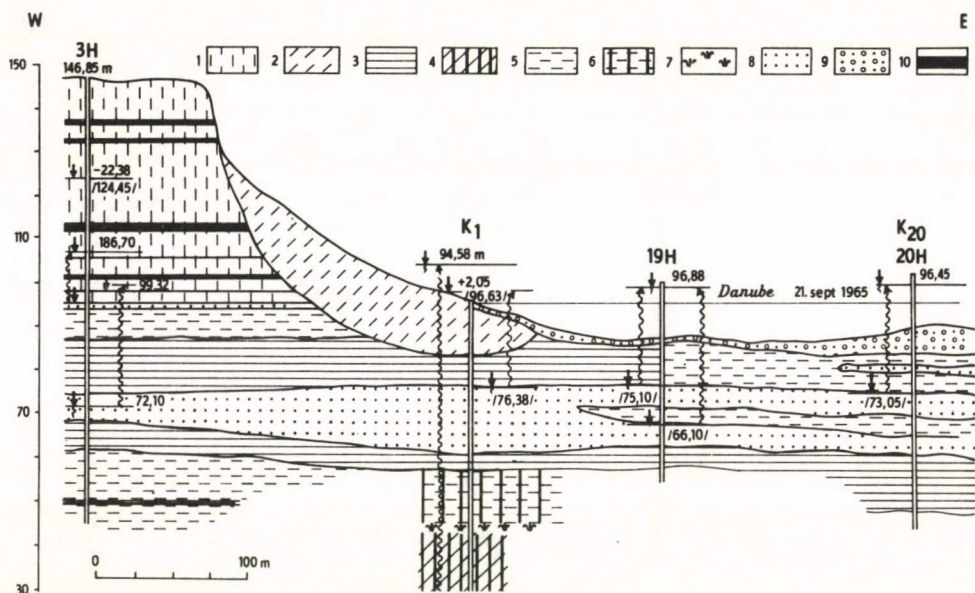 W E
3H
146,85 m
1 2 3 4 5 6 7 8 9 10
150
-22,38
/124,45/
110
186,70
99,32
K1
94,58 m
+2,05
/96,63/
19H
96,88
K20
20H
96,45
Danube 21. sept 1965
72,10
/76,38/
/75,10/
/73,05/
70
/66,10/
0 100 m
30